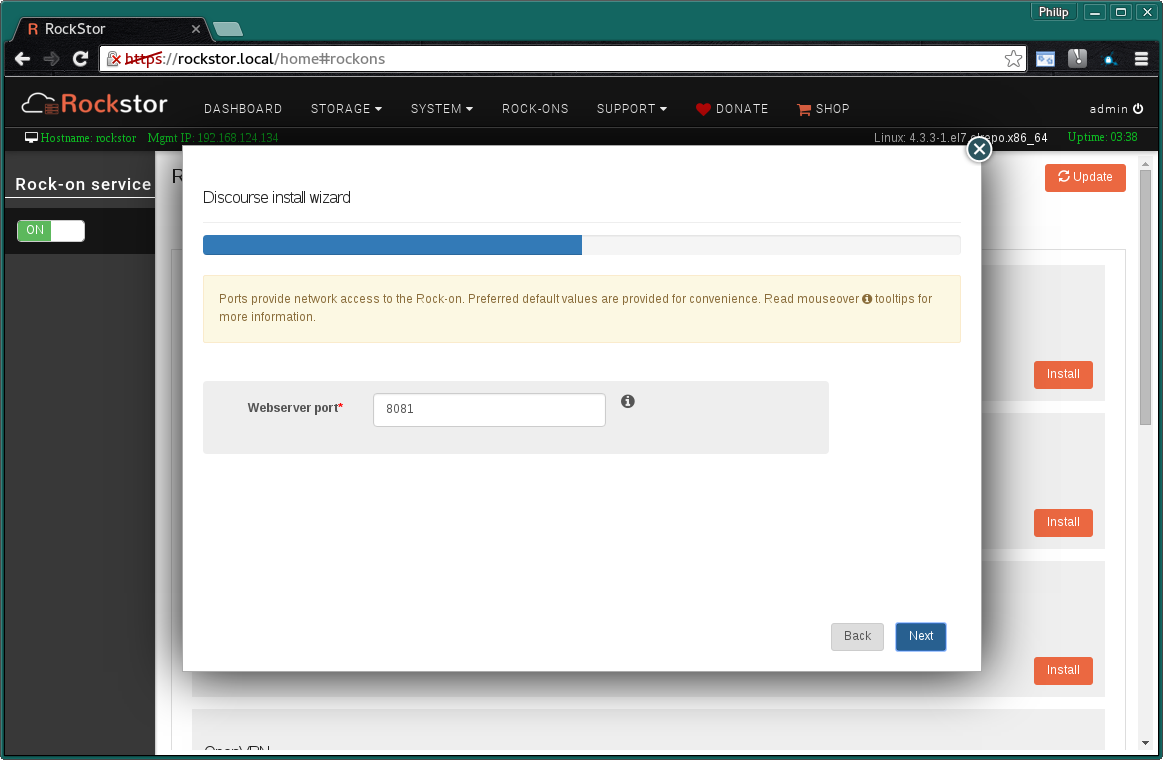 Philip
R RockStor
https://rockstor.local/home#rockons
Rockstor DASHBOARD STORAGE SYSTEM ROCK-ONS SUPPORT DONATE SHOP admin
Hostname: rockstor Mgmt IP: 192.168.124.134 Linux: 4.3.3-1.el7. x86_64 Uptime: 03:38
Rock-on service
R
Update
ON
Discourse install wizard
Ports provide network access to the Rock-on. Preferred default values are provided for convenience. Read mouseover tooltips for
more information.
Install
Webserver port* 8081
Install
Back Next
Install
OpenVPN